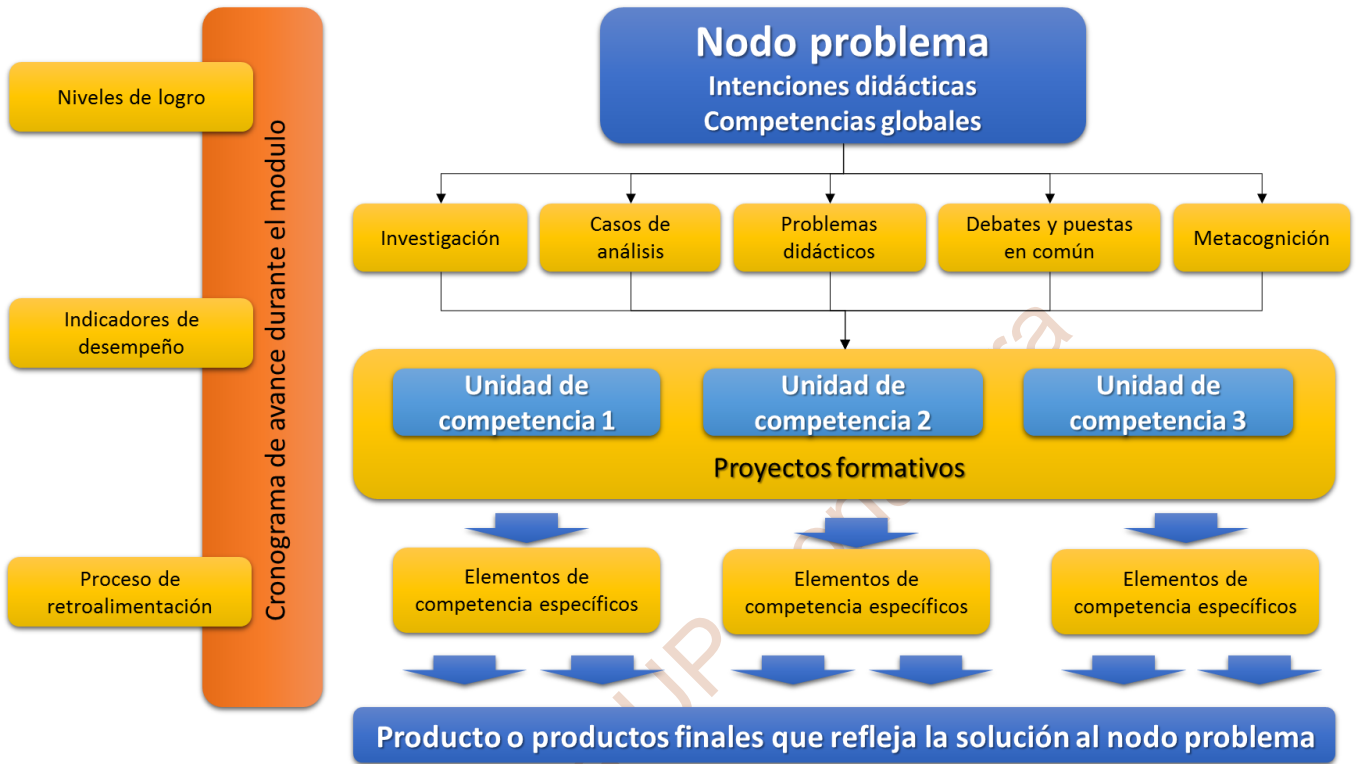 Nodo problema
Intenciones didácticas
Competencias globales
Niveles de logro
Indicadores de
desempeño
Proceso de
retroalimentación
Cronograma de avance durante el modulo
Investigación
Casos de
análisis
Problemas
didácticos
Debates y puestas
en común
Metacognición
Unidad de
competencia 1
Unidad de
competencia 2
Unidad de
competencia 3
Proyectos formativos
Elementos de
competencia específicos
Elementos de
competencia específicos
Elementos de
competencia específicos
Producto o productos finales que refleja la solución al nodo problema
UP